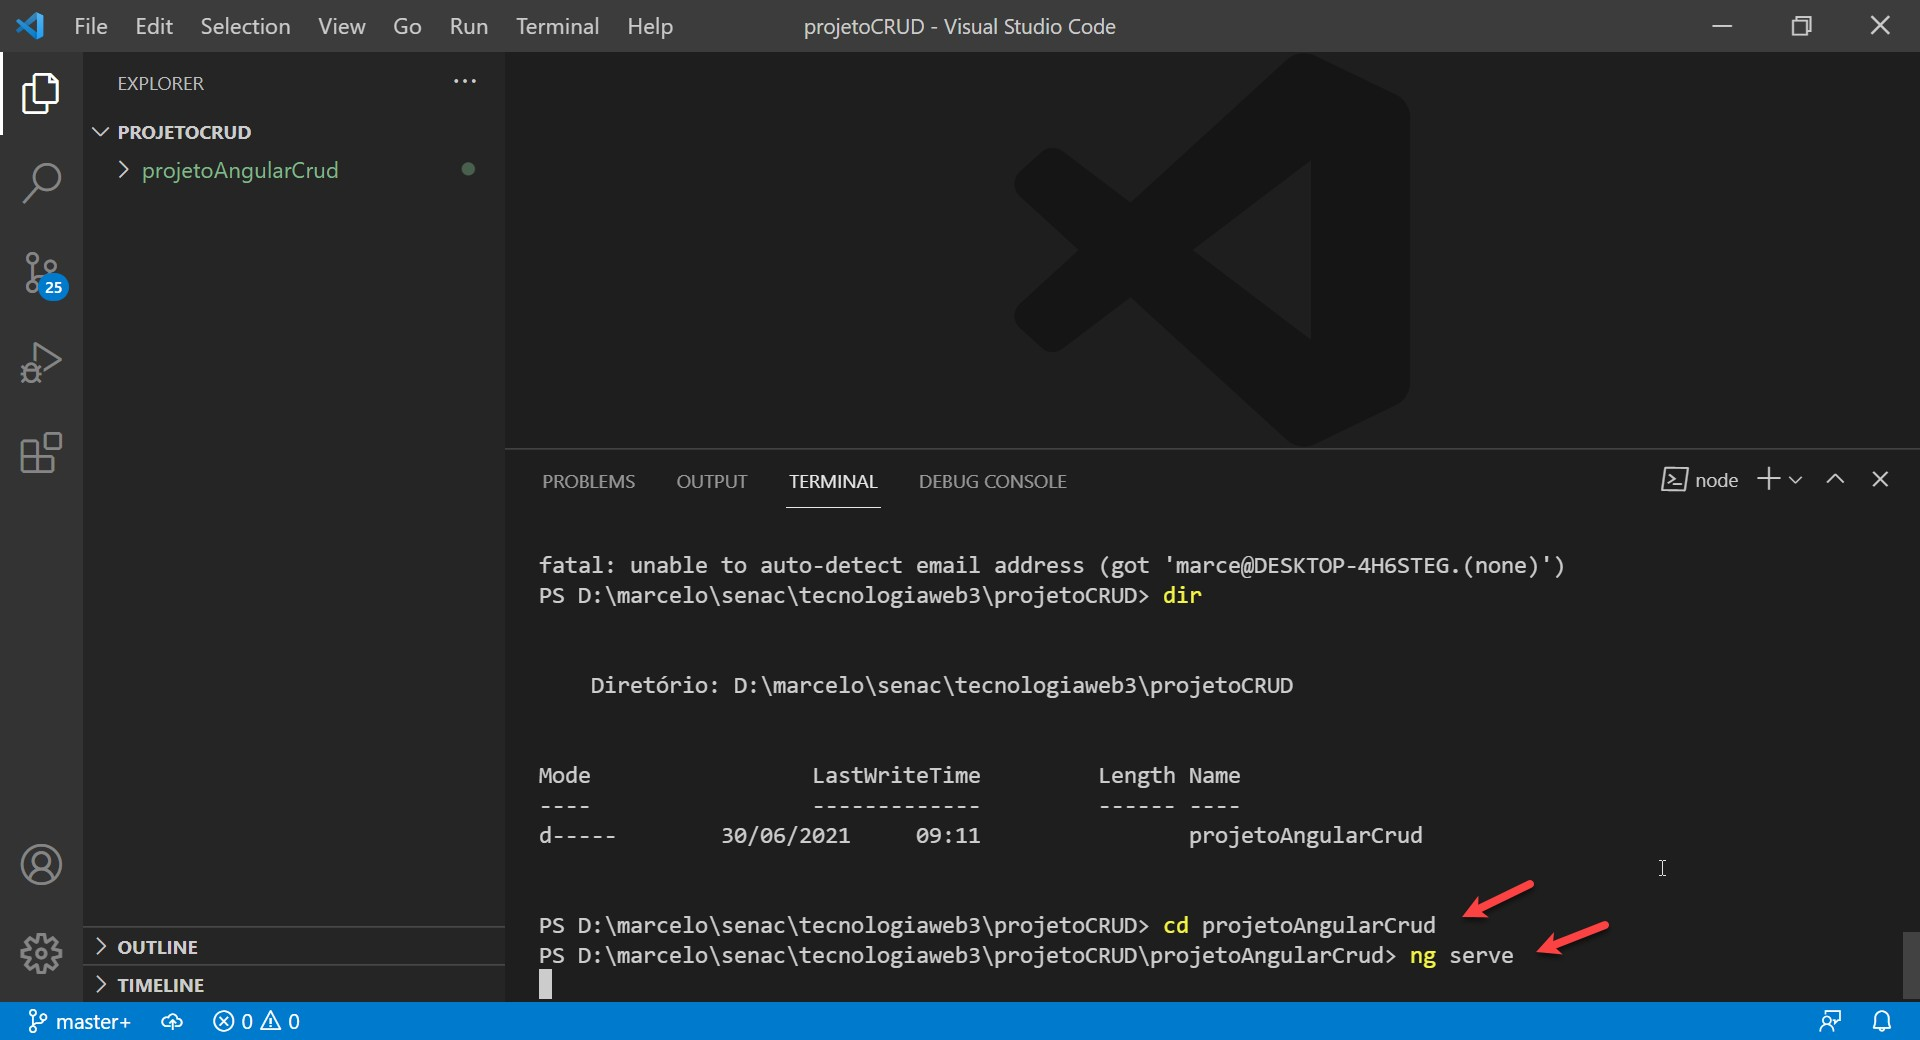 File Edit Selection View Go Run Terminal Help projetoCRUD - Visual Studio Code
EXPLORER
PROJETOCRUD
projetoAngularCrud
25
OUTLINE
TIMELINE
PROBLEMS OUTPUT TERMINAL DEBUG CONSOLE node
fatal: unable to auto-detect email address (got 'marce@DESKTOP-4H6STEG.(none)')
PS D:\marcelo\senac\tecnologiaweb3\projetoCRUD> dir
Diretório: D:\marcelo\senac\tecnologiaweb3\projetoCRUD
Mode LastWriteTime Length Name
---- ------------- ------ ----
d----- 30/06/2021 09:11 projetoAngularCrud
PS D:\marcelo\senac\tecnologiaweb3\projetoCRUD> cd projetoAngularCrud
PS D:\marcelo\senac\tecnologiaweb3\projetoCRUD\projetoAngularCrud> ng serve
master+ 0 0